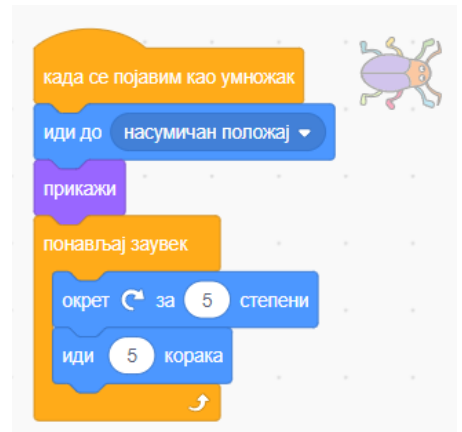 када се појавим као умножак
иди до насумичан положај
прикажи
понављај заувек
окрет за 5 степени
иди 5 корака